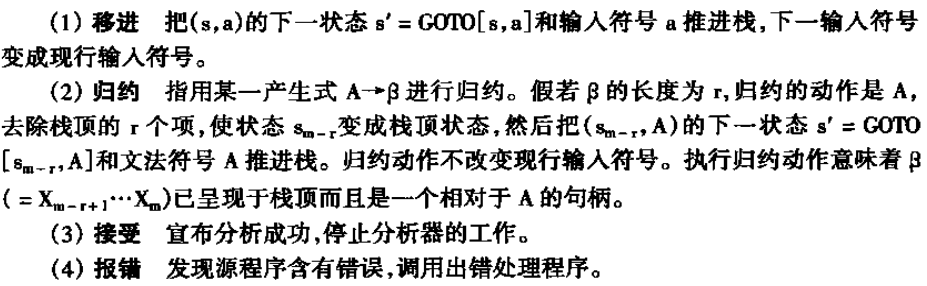 (1) 移进 把(s,a)的下一状态 s′ = GOTO[s,a]和输入符号 a 推进栈,下一输入符号
变成现行输入符号。
(2) 归约 指用某一产生式 A→β 进行归约。假若 β 的长度为 r,归约的动作是 A,
去除栈顶的 r 个项,使状态 sₘ₋ᵣ变成栈顶状态,然后把(sₘ₋ᵣ,A)的下一状态 s′ = GOTO
[sₘ₋ᵣ,A]和文法符号 A 推进栈。归约动作不改变现行输入符号。执行归约动作意味着 β
( = Xₘ₋ᵣ₊₁⋯Xₘ)已呈现于栈顶而且是一个相对于 A 的句柄。
(3) 接受 宣布分析成功,停止分析器的工作。
(4) 报错 发现源程序含有错误,调用出错处理程序。